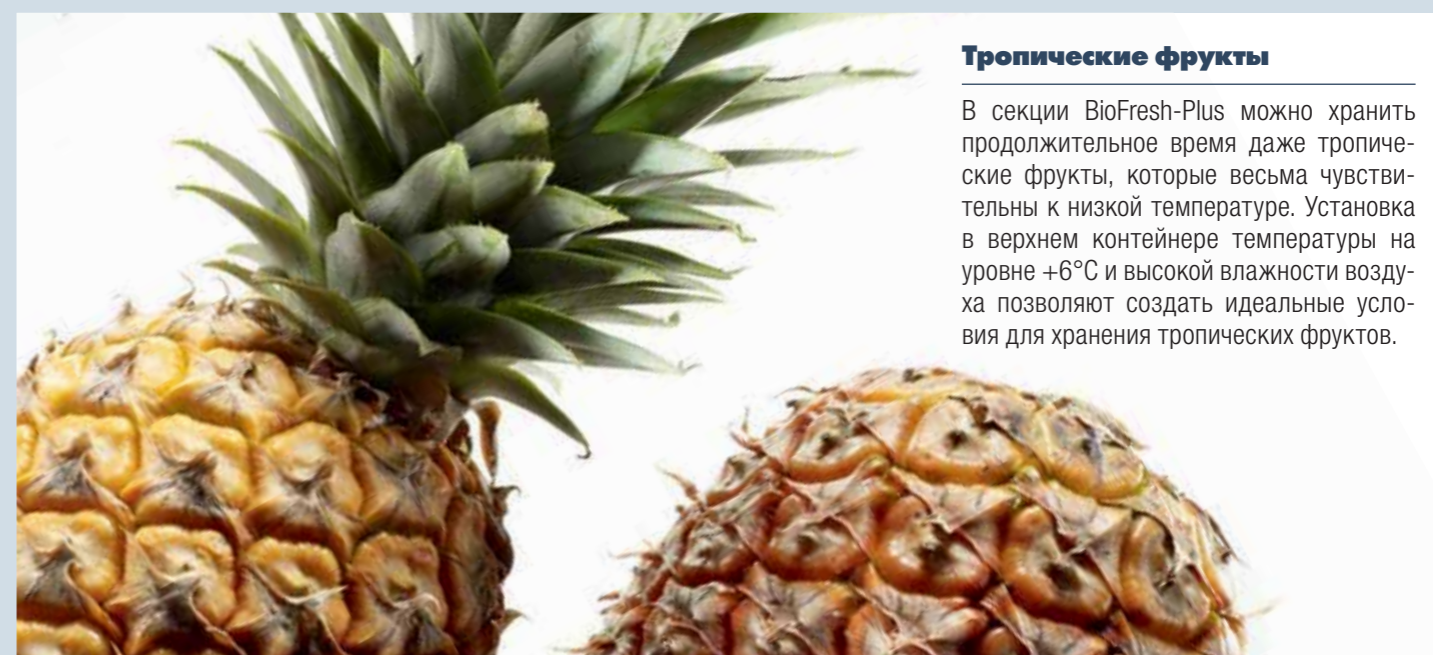 Тропические фрукты
В секции BioFresh-Plus можно хранить
продолжительное время даже тропиче-
ские фрукты, которые весьма чувстви-
тельны к низкой температуре. Установка
в верхнем контейнере температуры на
уровне +6°C и высокой влажности возду-
ха позволяют создать идеальные усло-
вия для хранения тропических фруктов.